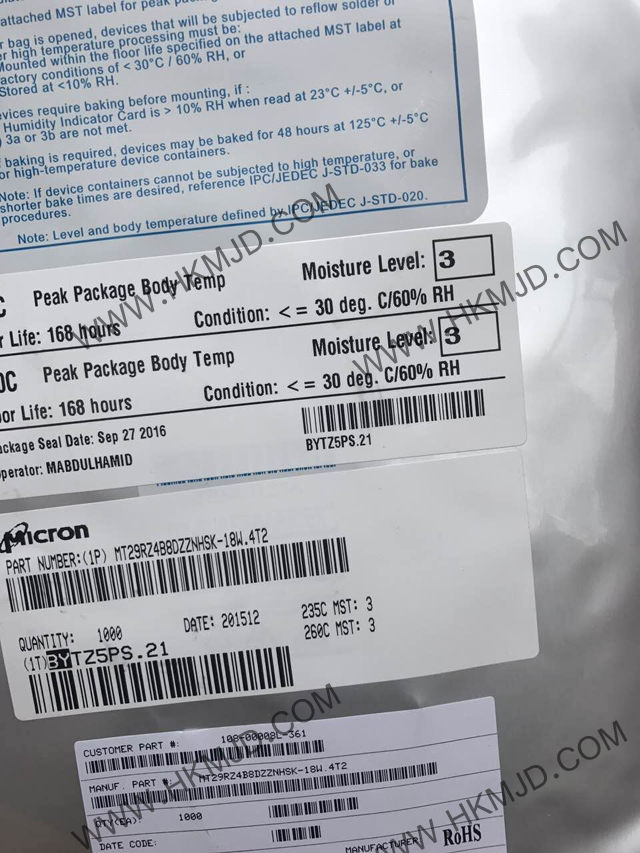 attached MST label for peak
r bag is opened, devices that will be subjected to reflow solder or
er high temperature processing must be:
Mounted within the floor life specified on the attached MST label at
actory conditions of < 30°C / 60% RH, or
Stored at <10% RH.
evices require baking before mounting, if :
Humidity Indicator Card is > 10% RH when read at 23°C +/-5°C, or
) 3a or 3b are not met.
f baking is required, devices may be baked for 48 hours at 125°C +/-5°C
or high-temperature device containers.
Note: If device containers cannot be subjected to high temperature, or
shorter bake times are desired, reference IPC/JEDEC J-STD-033 for bake
procedures.
Note: Level and body temperature defined by IPC/JEDEC J-STD-020.
C Peak Package Body Temp Moisture Level: 3
r Life: 168 hours Condition: <= 30 deg. C/60% RH
0C Peak Package Body Temp Moisture Level: 3
oor Life: 168 hours Condition: <= 30 deg. C/60% RH
ackage Seal Date: Sep 27 2016
perator: MABDULHAMID
BYTZ5PS.21
Micron
PART NUMBER:(1P) MT29RZ4B8DZZNHSK-18W.4T2
QUANTITY: 1000 DATE: 201512 235C MST: 3
260C MST: 3
(1T)BYTZ5PS.21
CUSTOMER PART #: 108-00008L-361
MANUF. PART #: MT29RZ4B8DZZNHSK-18W.4T2
QTY(EA): 1000
DATE CODE: MANUFACTURER RoHS
WWW.HKMJD.COM
WWW.HKMJD.COM
WWW.HKMJD.COM
WWW.HKMJD.COM